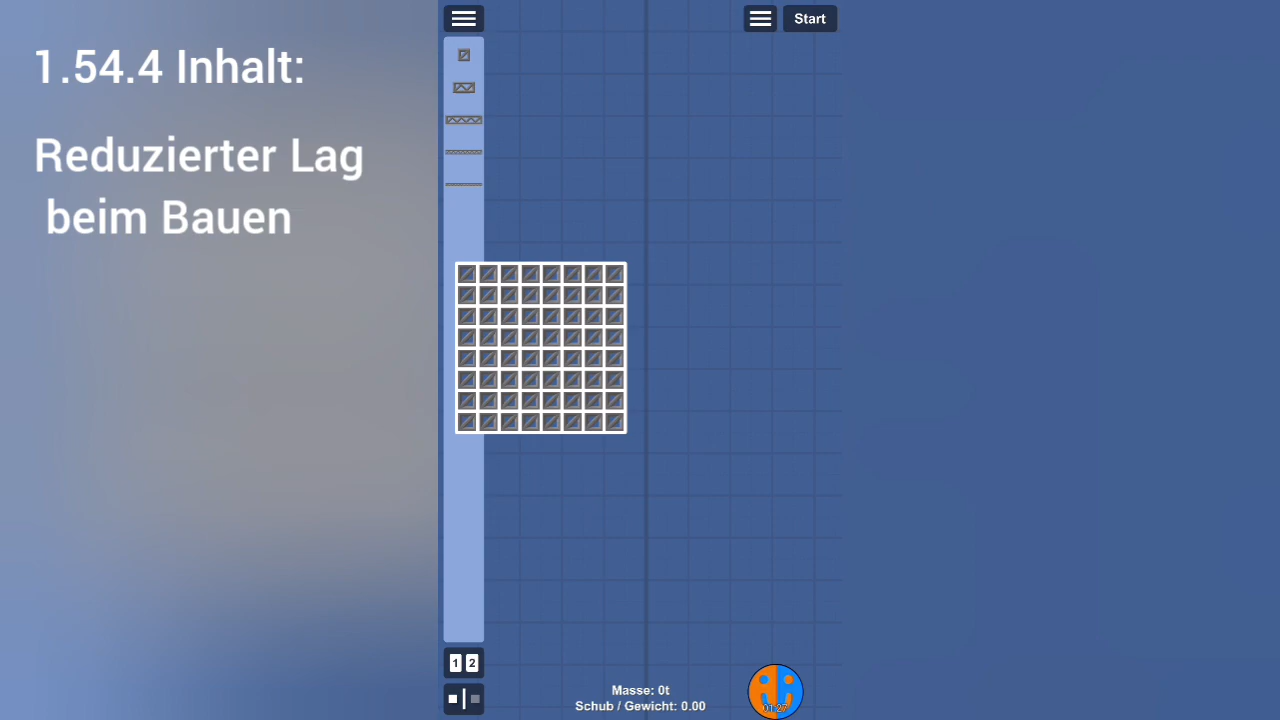 1.54.4 Inhalt:
Reduzierter Lag
beim Bauen
Start
1 2
Masse: 0t
Schub / Gewicht: 0.00
01:27